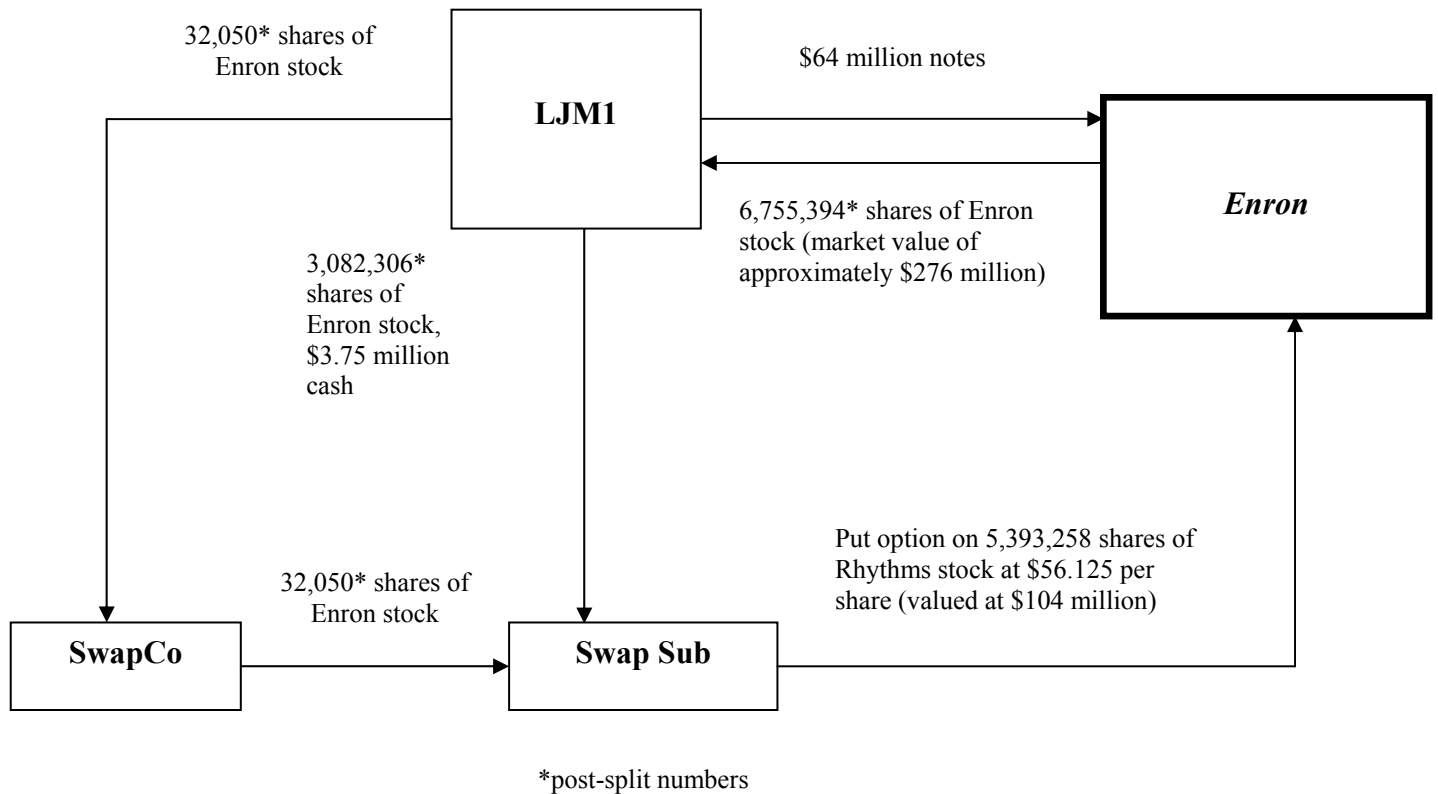 32,050* shares of
Enron stock
LJM1
$64 million notes
Enron
6,755,394* shares of Enron
stock (market value of
approximately $276 million)
3,082,306*
shares of
Enron stock,
$3.75 million
cash
Put option on 5,393,258 shares of
Rhythms stock at $56.125 per
share (valued at $104 million)
32,050* shares of
Enron stock
SwapCo
Swap Sub
*post-split numbers